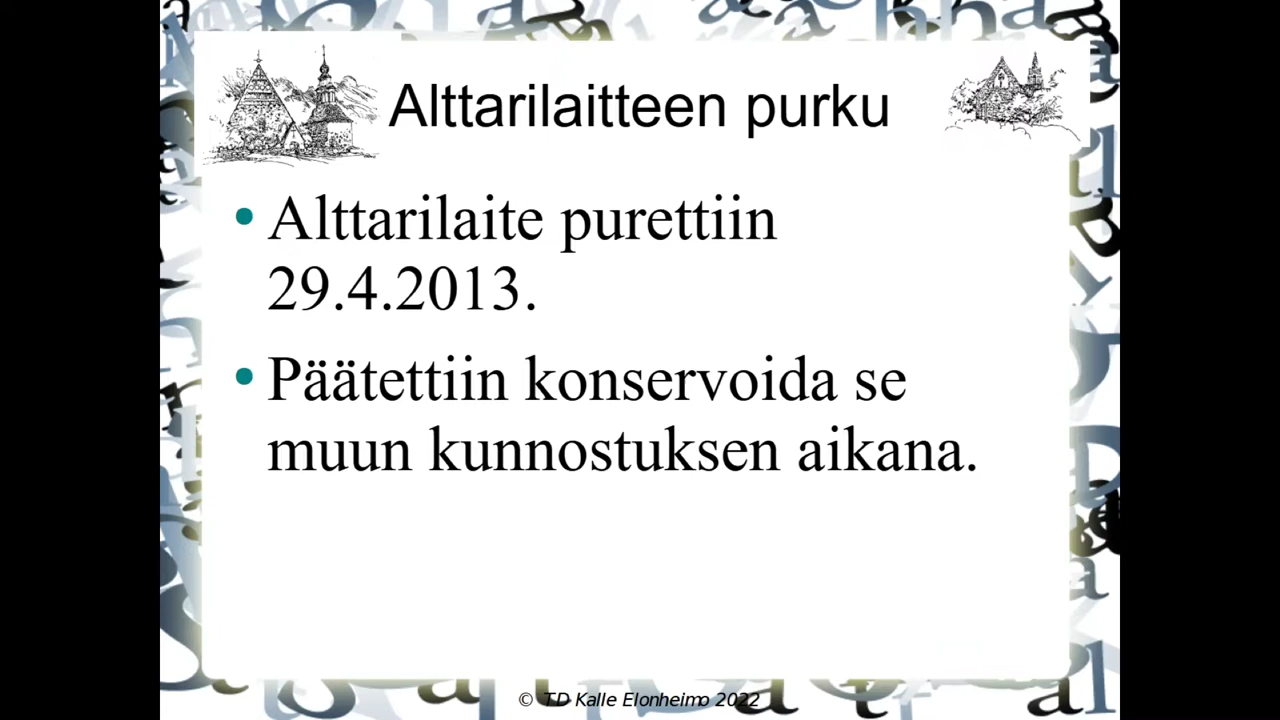 Alttarilaitteen purku
• Alttarilaite purettiin
29.4.2013.
• Päätettiin konservoida se
muun kunnostuksen aikana.
© TD Kalle Elonheimo 2022